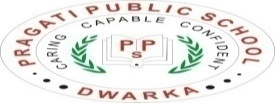 PRAGATI PUBLIC SCHOOL
CARING CAPABLE CONFIDENT
PPS
DWARKA